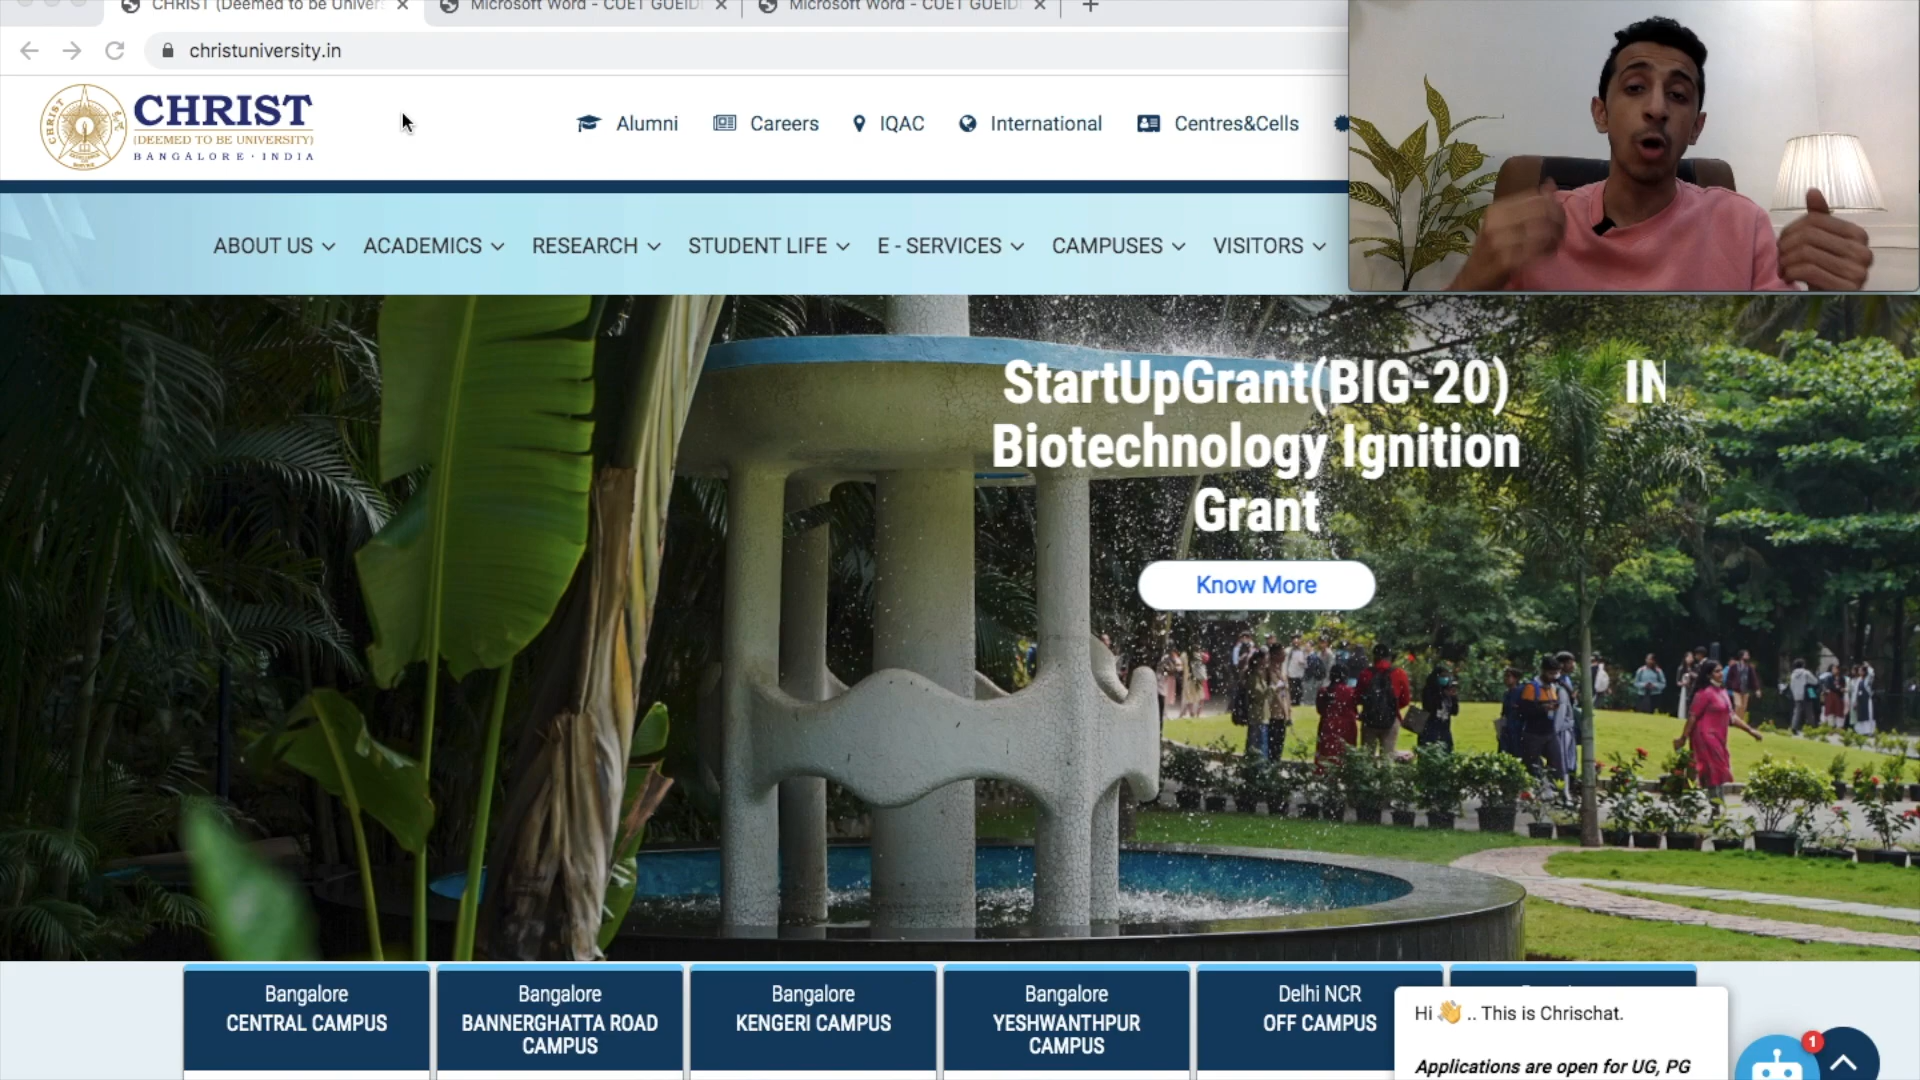 CHRIST (Deemed to be Univers
Microsoft Word - CUET GUEID
Microsoft Word - CUET GUEID
christuniversity.in
CHRIST
(DEEMED TO BE UNIVERSITY)
BANGALORE · INDIA
Alumni
Careers
IQAC
International
Centres&Cells
ABOUT US
ACADEMICS
RESEARCH
STUDENT LIFE
E - SERVICES
CAMPUSES
VISITORS
StartUpGrant(BIG-20)
Biotechnology Ignition
Grant
IN
Know More
Bangalore
CENTRAL CAMPUS
Bangalore
BANNERGHATTA ROAD
CAMPUS
Bangalore
KENGERI CAMPUS
Bangalore
YESHWANTHPUR
CAMPUS
Delhi NCR
OFF CAMPUS
Hi 👋 .. This is Chrischat.
Applications are open for UG, PG
1